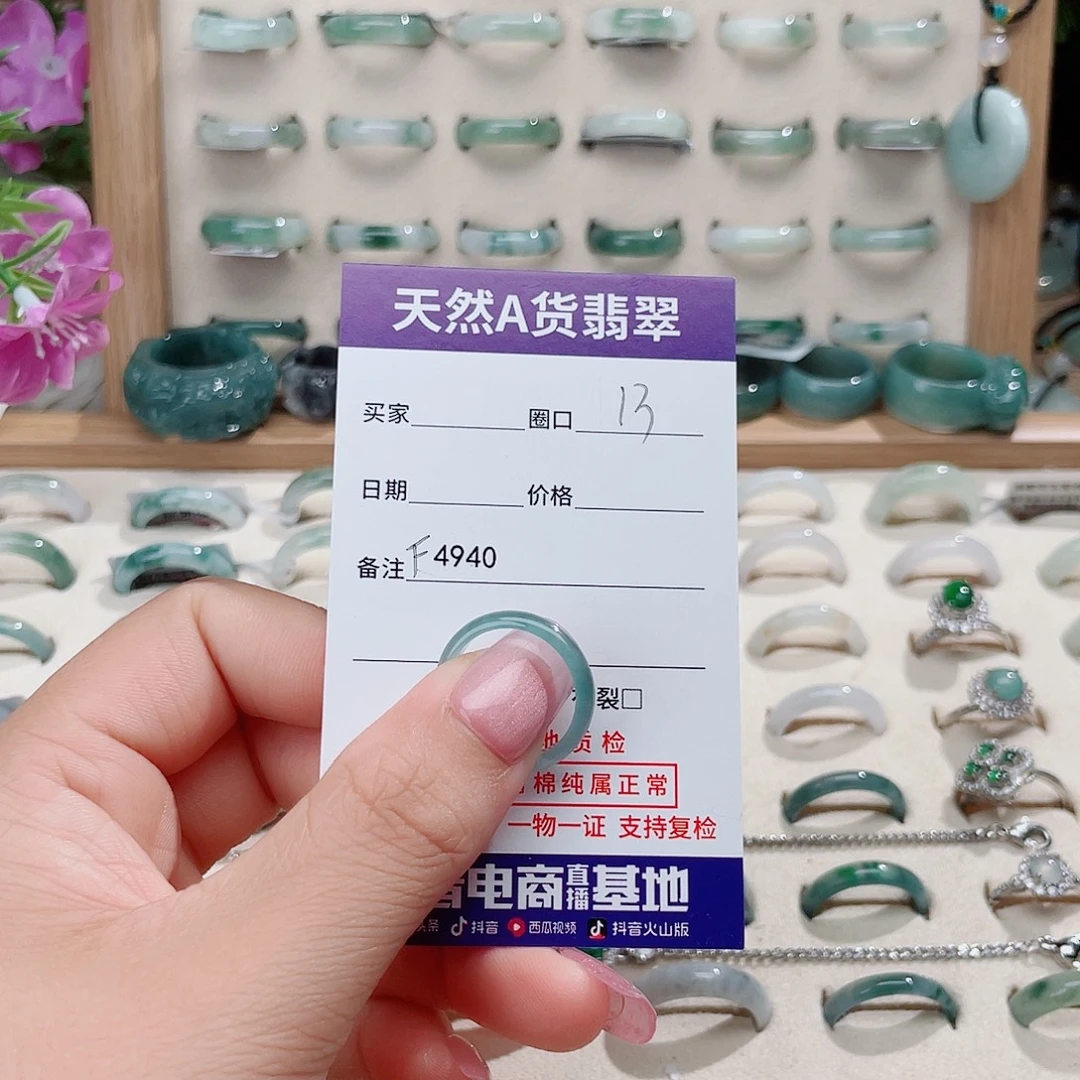 天然A货翡翠
买家 圈口 13
日期 价格
备注 F4940
裂□
质检
棉纯属正常
一物一证 支持复检
电商直播基地
头条 抖音 西瓜视频 抖音火山版